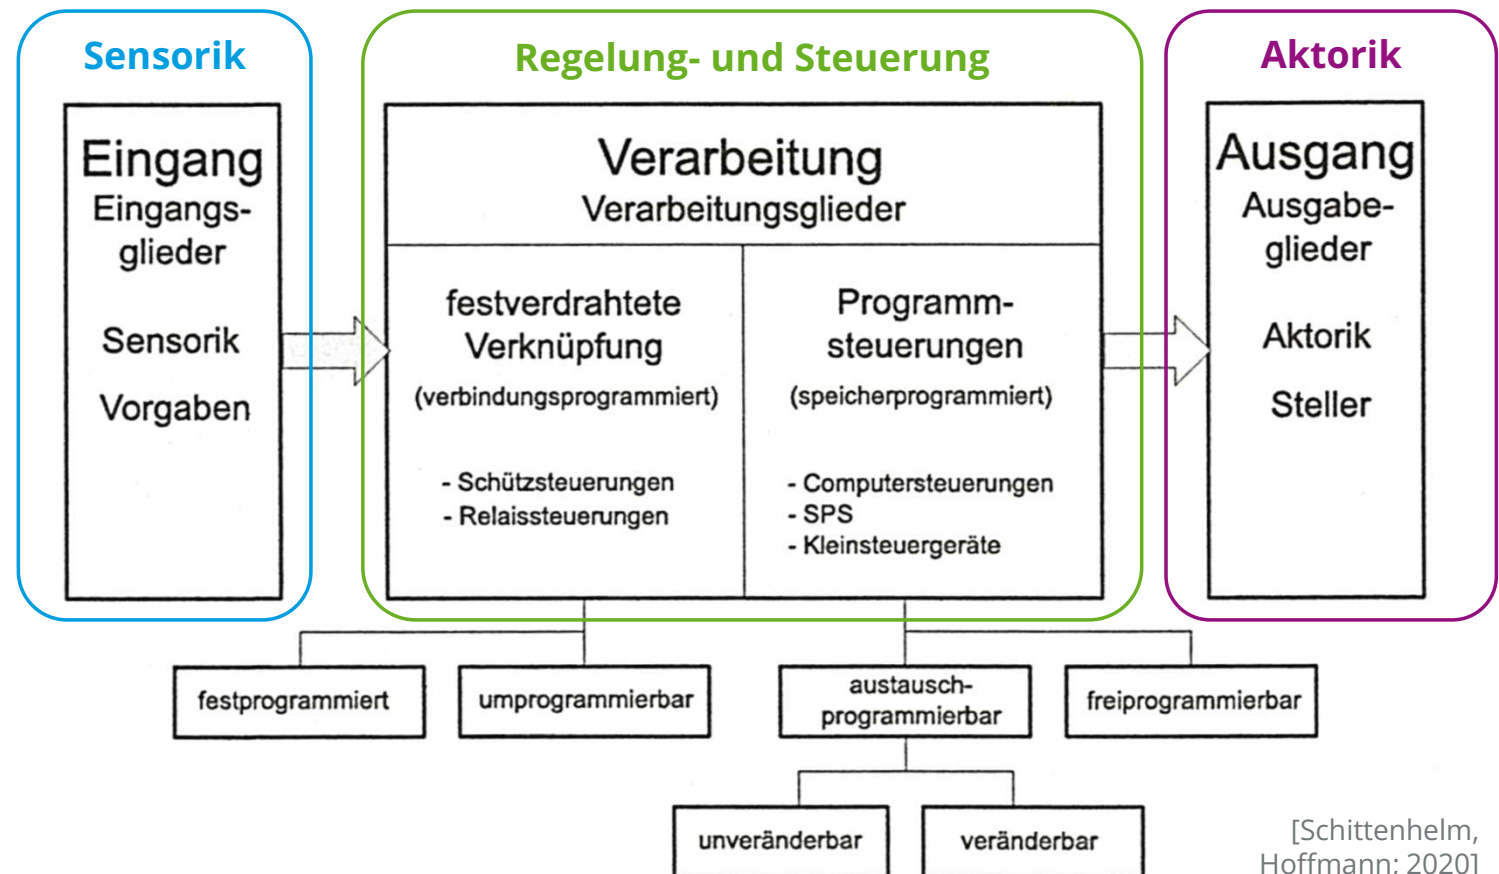 Sensorik
Regelung- und Steuerung
Aktorik
Eingang
Eingangs-
glieder
Sensorik
Vorgaben
Verarbeitung
Verarbeitungsglieder
festverdrahtete
Verknüpfung
(verbindungsprogrammiert)
- Schützsteuerungen
- Relaissteuerungen
Programm-
steuerungen
(speicherprogrammiert)
- Computersteuerungen
- SPS
- Kleinsteuergeräte
Ausgang
Ausgabe-
glieder
Aktorik
Steller
festprogrammiert
umprogrammierbar
austausch-
programmierbar
freiprogrammierbar
unveränderbar
veränderbar
[Schittenhelm,
Hoffmann; 2020]